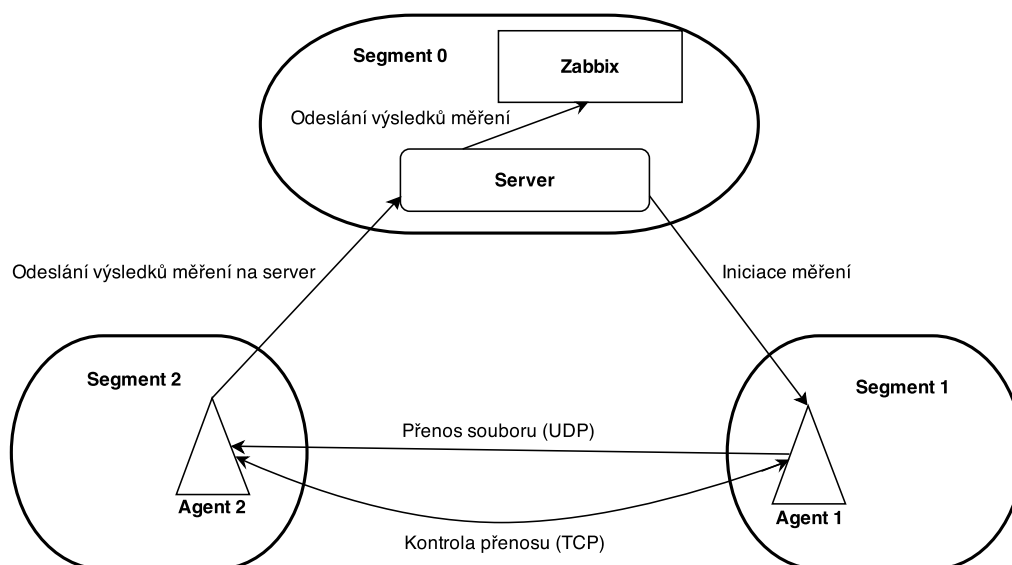 Segment 0
Zabbix
Odeslání výsledků měření
Server
Odeslání výsledků měření na server
Iniciace měření
Segment 2
Segment 1
Přenos souboru (UDP)
Agent 2
Agent 1
Kontrola přenosu (TCP)